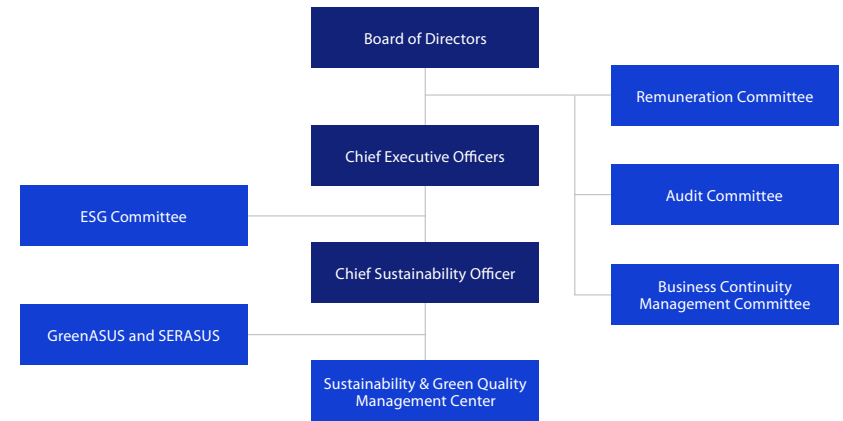 Board of Directors
Remuneration Committee
Chief Executive Officers
Audit Committee
ESG Committee
Chief Sustainability Officer
Business Continuity
Management Committee
GreenASUS and SERASUS
Sustainability & Green Quality
Management Center